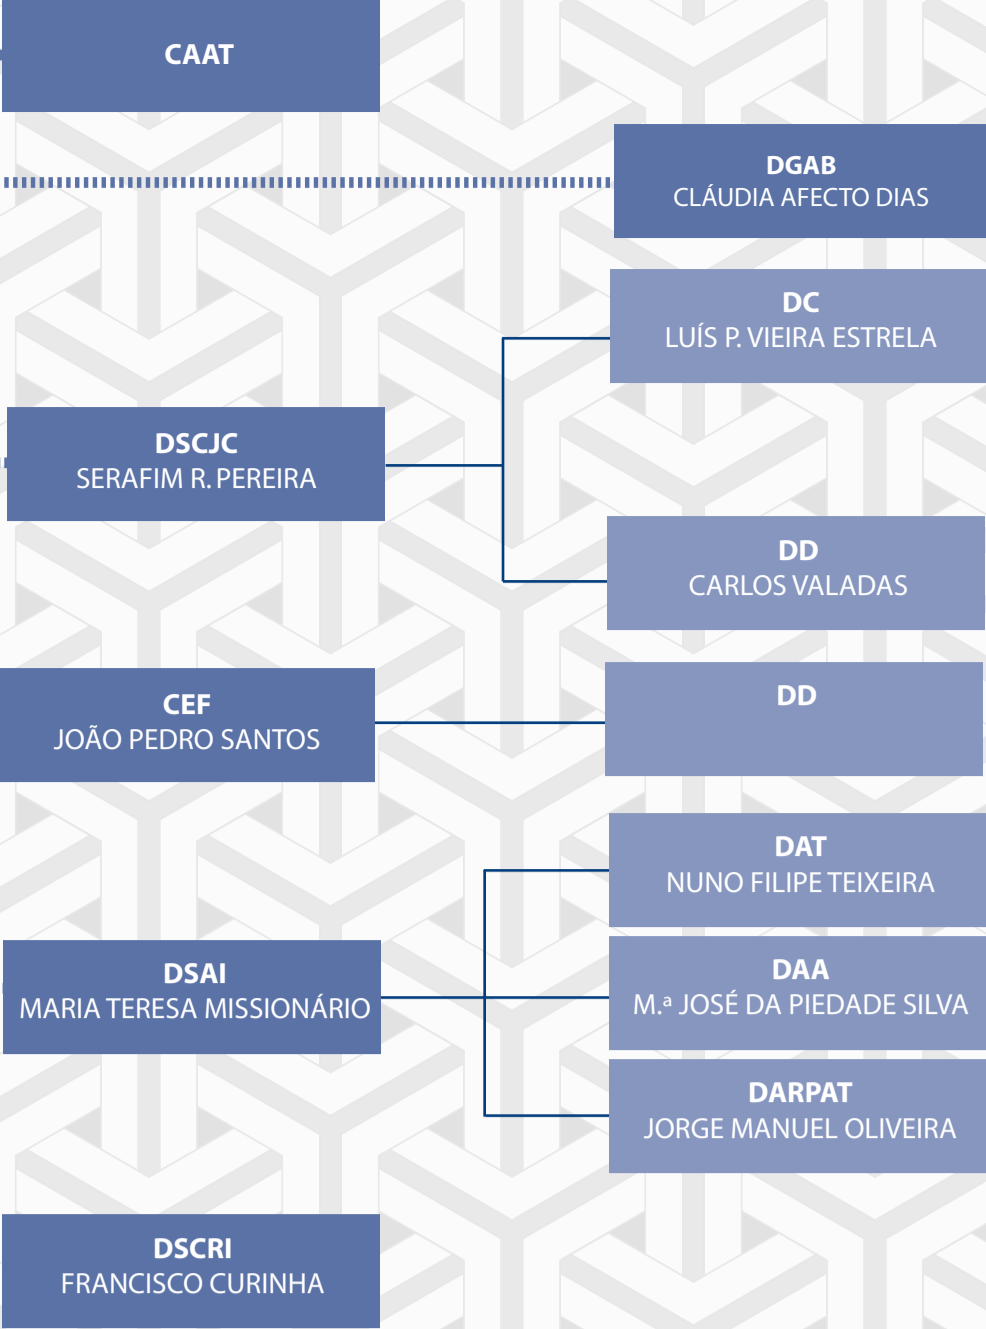 CAAT
DGAB
CLÁUDIA AFECTO DIAS
DC
LUÍS P. VIEIRA ESTRELA
DSCJC
SERAFIM R. PEREIRA
DD
CARLOS VALADAS
CEF
JOÃO PEDRO SANTOS
DD
DAT
NUNO FILIPE TEIXEIRA
DSAI
MARIA TERESA MISSIONÁRIO
DAA
M.ª JOSÉ DA PIEDADE SILVA
DARPAT
JORGE MANUEL OLIVEIRA
DSCRI
FRANCISCO CURINHA